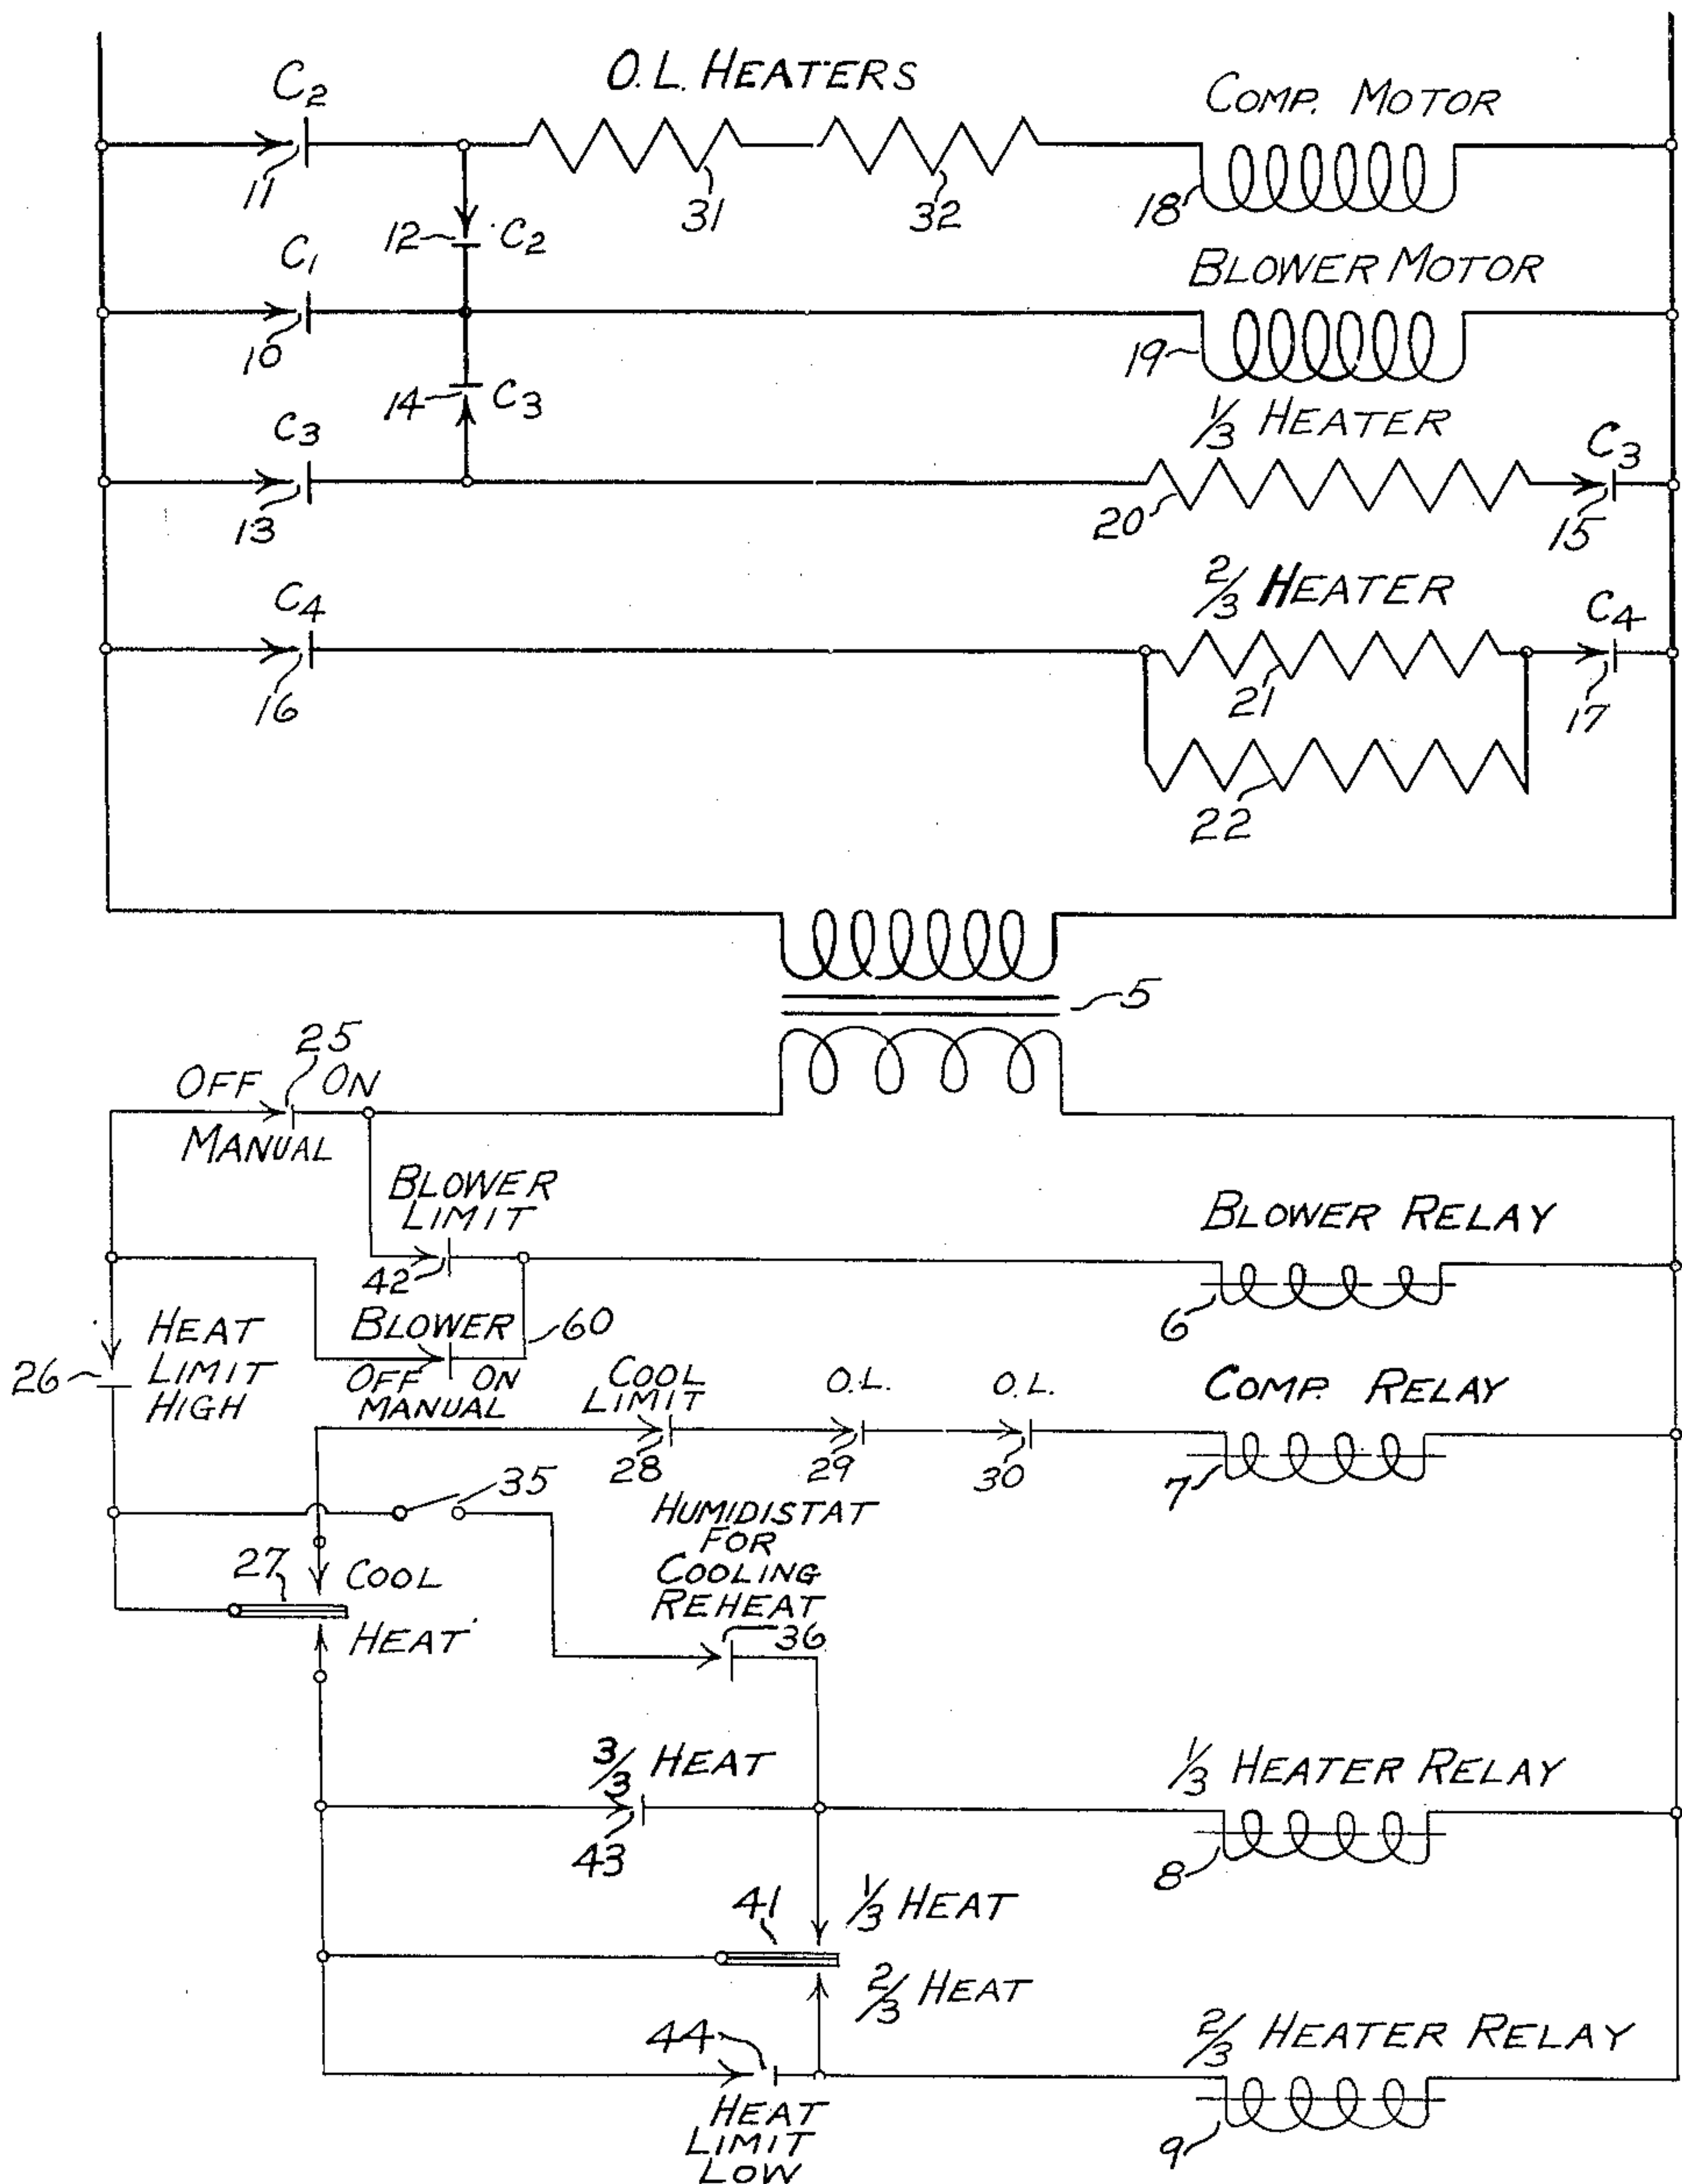 O.L. HEATERS
C2
COMP. MOTOR
11
31
32
18
12
C2
C1
BLOWER MOTOR
10
19
14
C3
1/3 HEATER
C3
C3
13
20
15
2/3 HEATER
C4
C4
16
21
17
22
5
25
OFF ON
MANUAL
BLOWER
LIMIT
BLOWER RELAY
42
6
60
HEAT
LIMIT
HIGH
26
BLOWER
OFF ON
MANUAL
COOL
LIMIT
O.L.
O.L.
COMP. RELAY
28
29
30
7
35
HUMIDISTAT
FOR
COOLING
REHEAT
27
COOL
HEAT
36
3/3 HEAT
1/3 HEATER RELAY
43
8
41
1/3 HEAT
2/3 HEAT
44
2/3 HEATER RELAY
HEAT
LIMIT
LOW
9